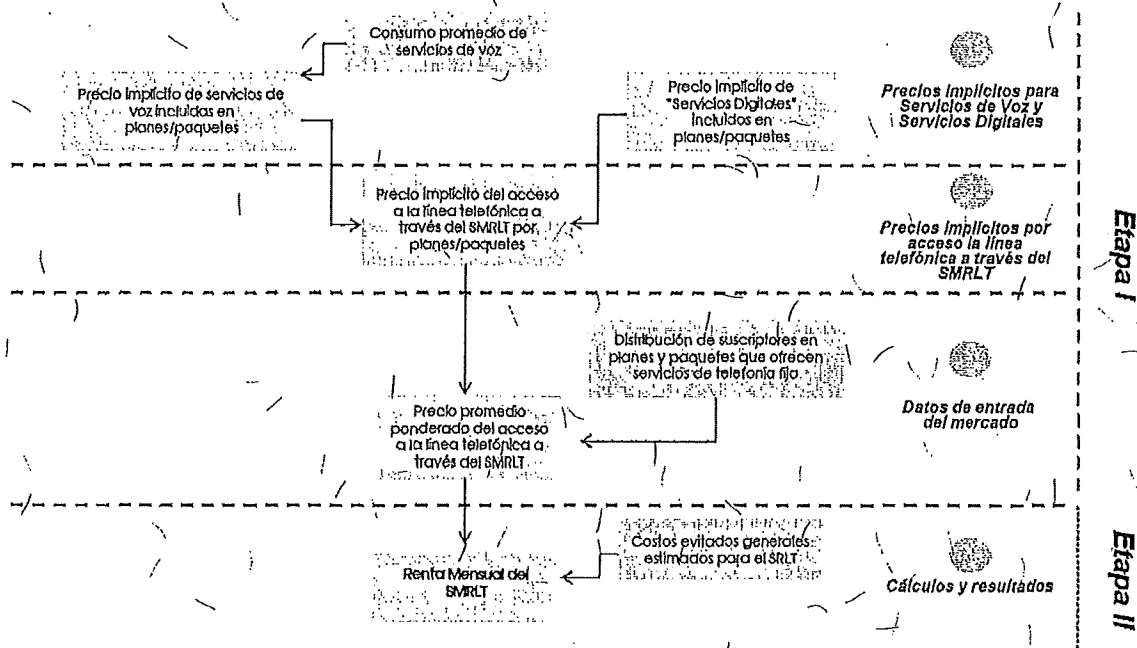 Consumo promedio de
servicios de voz
Precio implícito de servicios de
voz incluidas en
planes/paquetes
Precio implícito de
"Servicios Digitales"
incluidos en
planes/paquetes
Precios implícitos para
Servicios de Voz y
Servicios Digitales
Precio implícito del acceso
a la línea telefónica a
través del SMRLT por
planes/paquetes
Precios implícitos por
acceso la línea
telefónica a través del
SMRLT
Etapa I
Distribución de suscriptores en
planes y paquetes que ofrecen
servicios de telefonía fija
Datos de entrada
del mercado
Precio promedio
ponderado del acceso
a la línea telefónica a
través del SMRLT
Costos evitados generales
estimados para el SRLT
Renta Mensual del
SMRLT
Cálculos y resultados
Etapa II